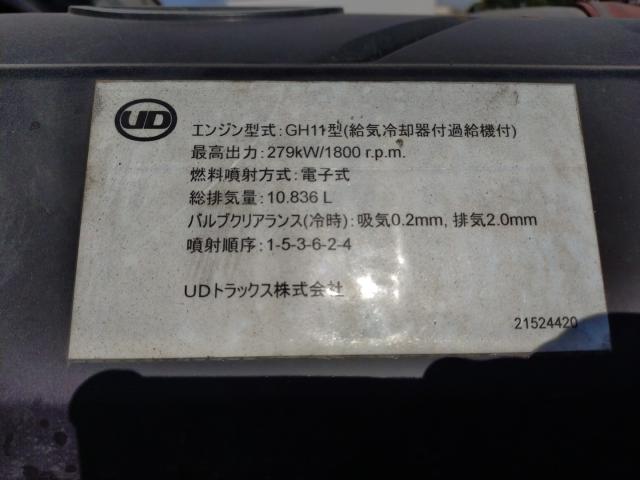 UD
エンジン型式:GH11型(給気冷却器付過給機付)
最高出力:279kW/1800 r.p.m.
燃料噴射方式:電子式
総排気量:10.836 L
バルブクリアランス(冷時):吸気0.2mm, 排気2.0mm
噴射順序:1-5-3-6-2-4
UDトラックス株式会社
21524420